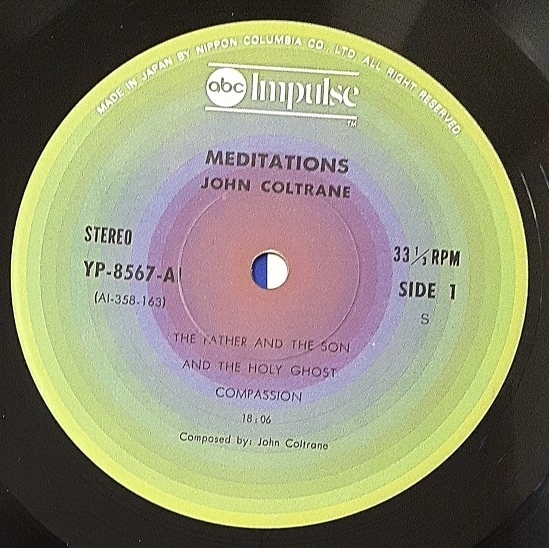 MADE IN JAPAN BY NIPPON COLUMBIA CO., LTD. ALL RIGHT RESERVED.
abc Impulse
TM
MEDITATIONS
JOHN COLTRANE
STEREO
33 1/3 RPM
YP-8567-A
SIDE 1
(AI-358-163)
S
THE FATHER AND THE SON
AND THE HOLY GHOST
COMPASSION
18:06
Composed by: John Coltrane